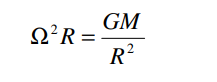 Ω²R = GM/R²